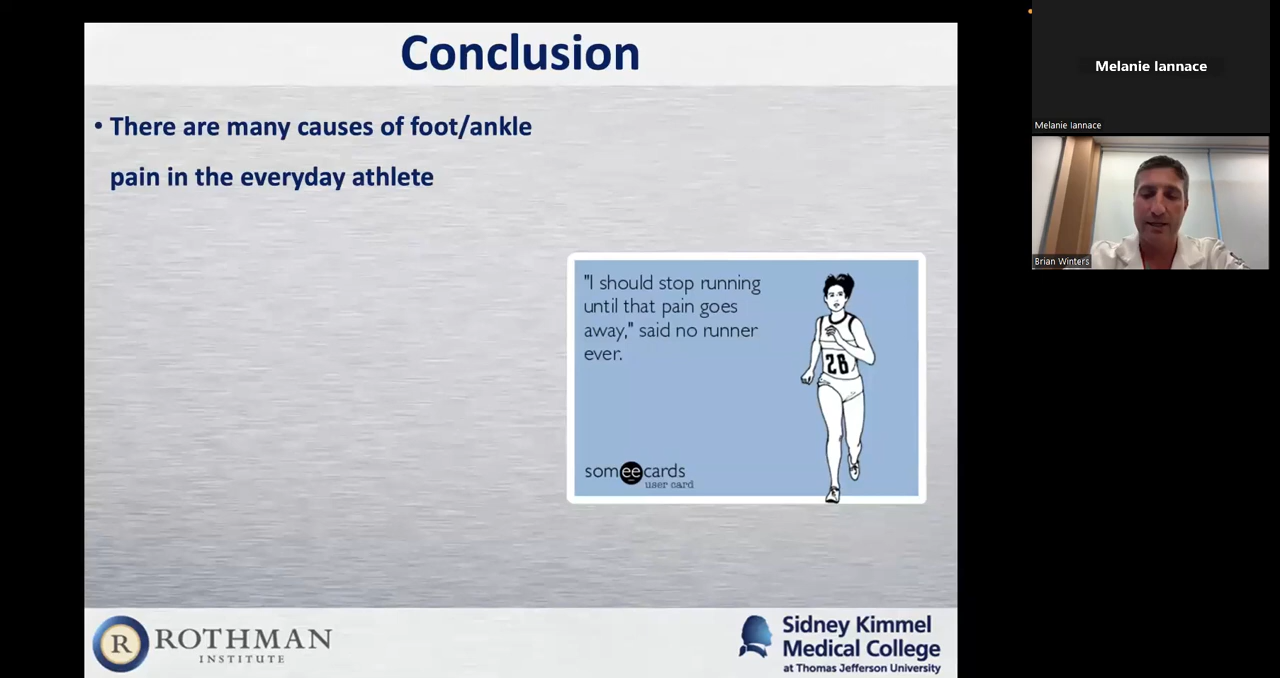 Conclusion
• There are many causes of foot/ankle
pain in the everyday athlete
"I should stop running
until that pain goes
away," said no runner
ever.
28
someecards
user card
R ROTHMAN
INSTITUTE
Sidney Kimmel
Medical College
at Thomas Jefferson University
Melanie Iannace
Melanie Iannace
Brian Winters